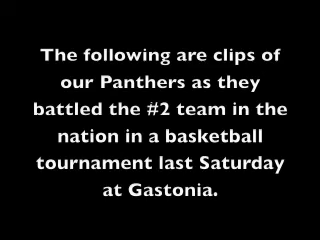 The following are clips of
our Panthers as they
battled the #2 team in the
nation in a basketball
tournament last Saturday
at Gastonia.